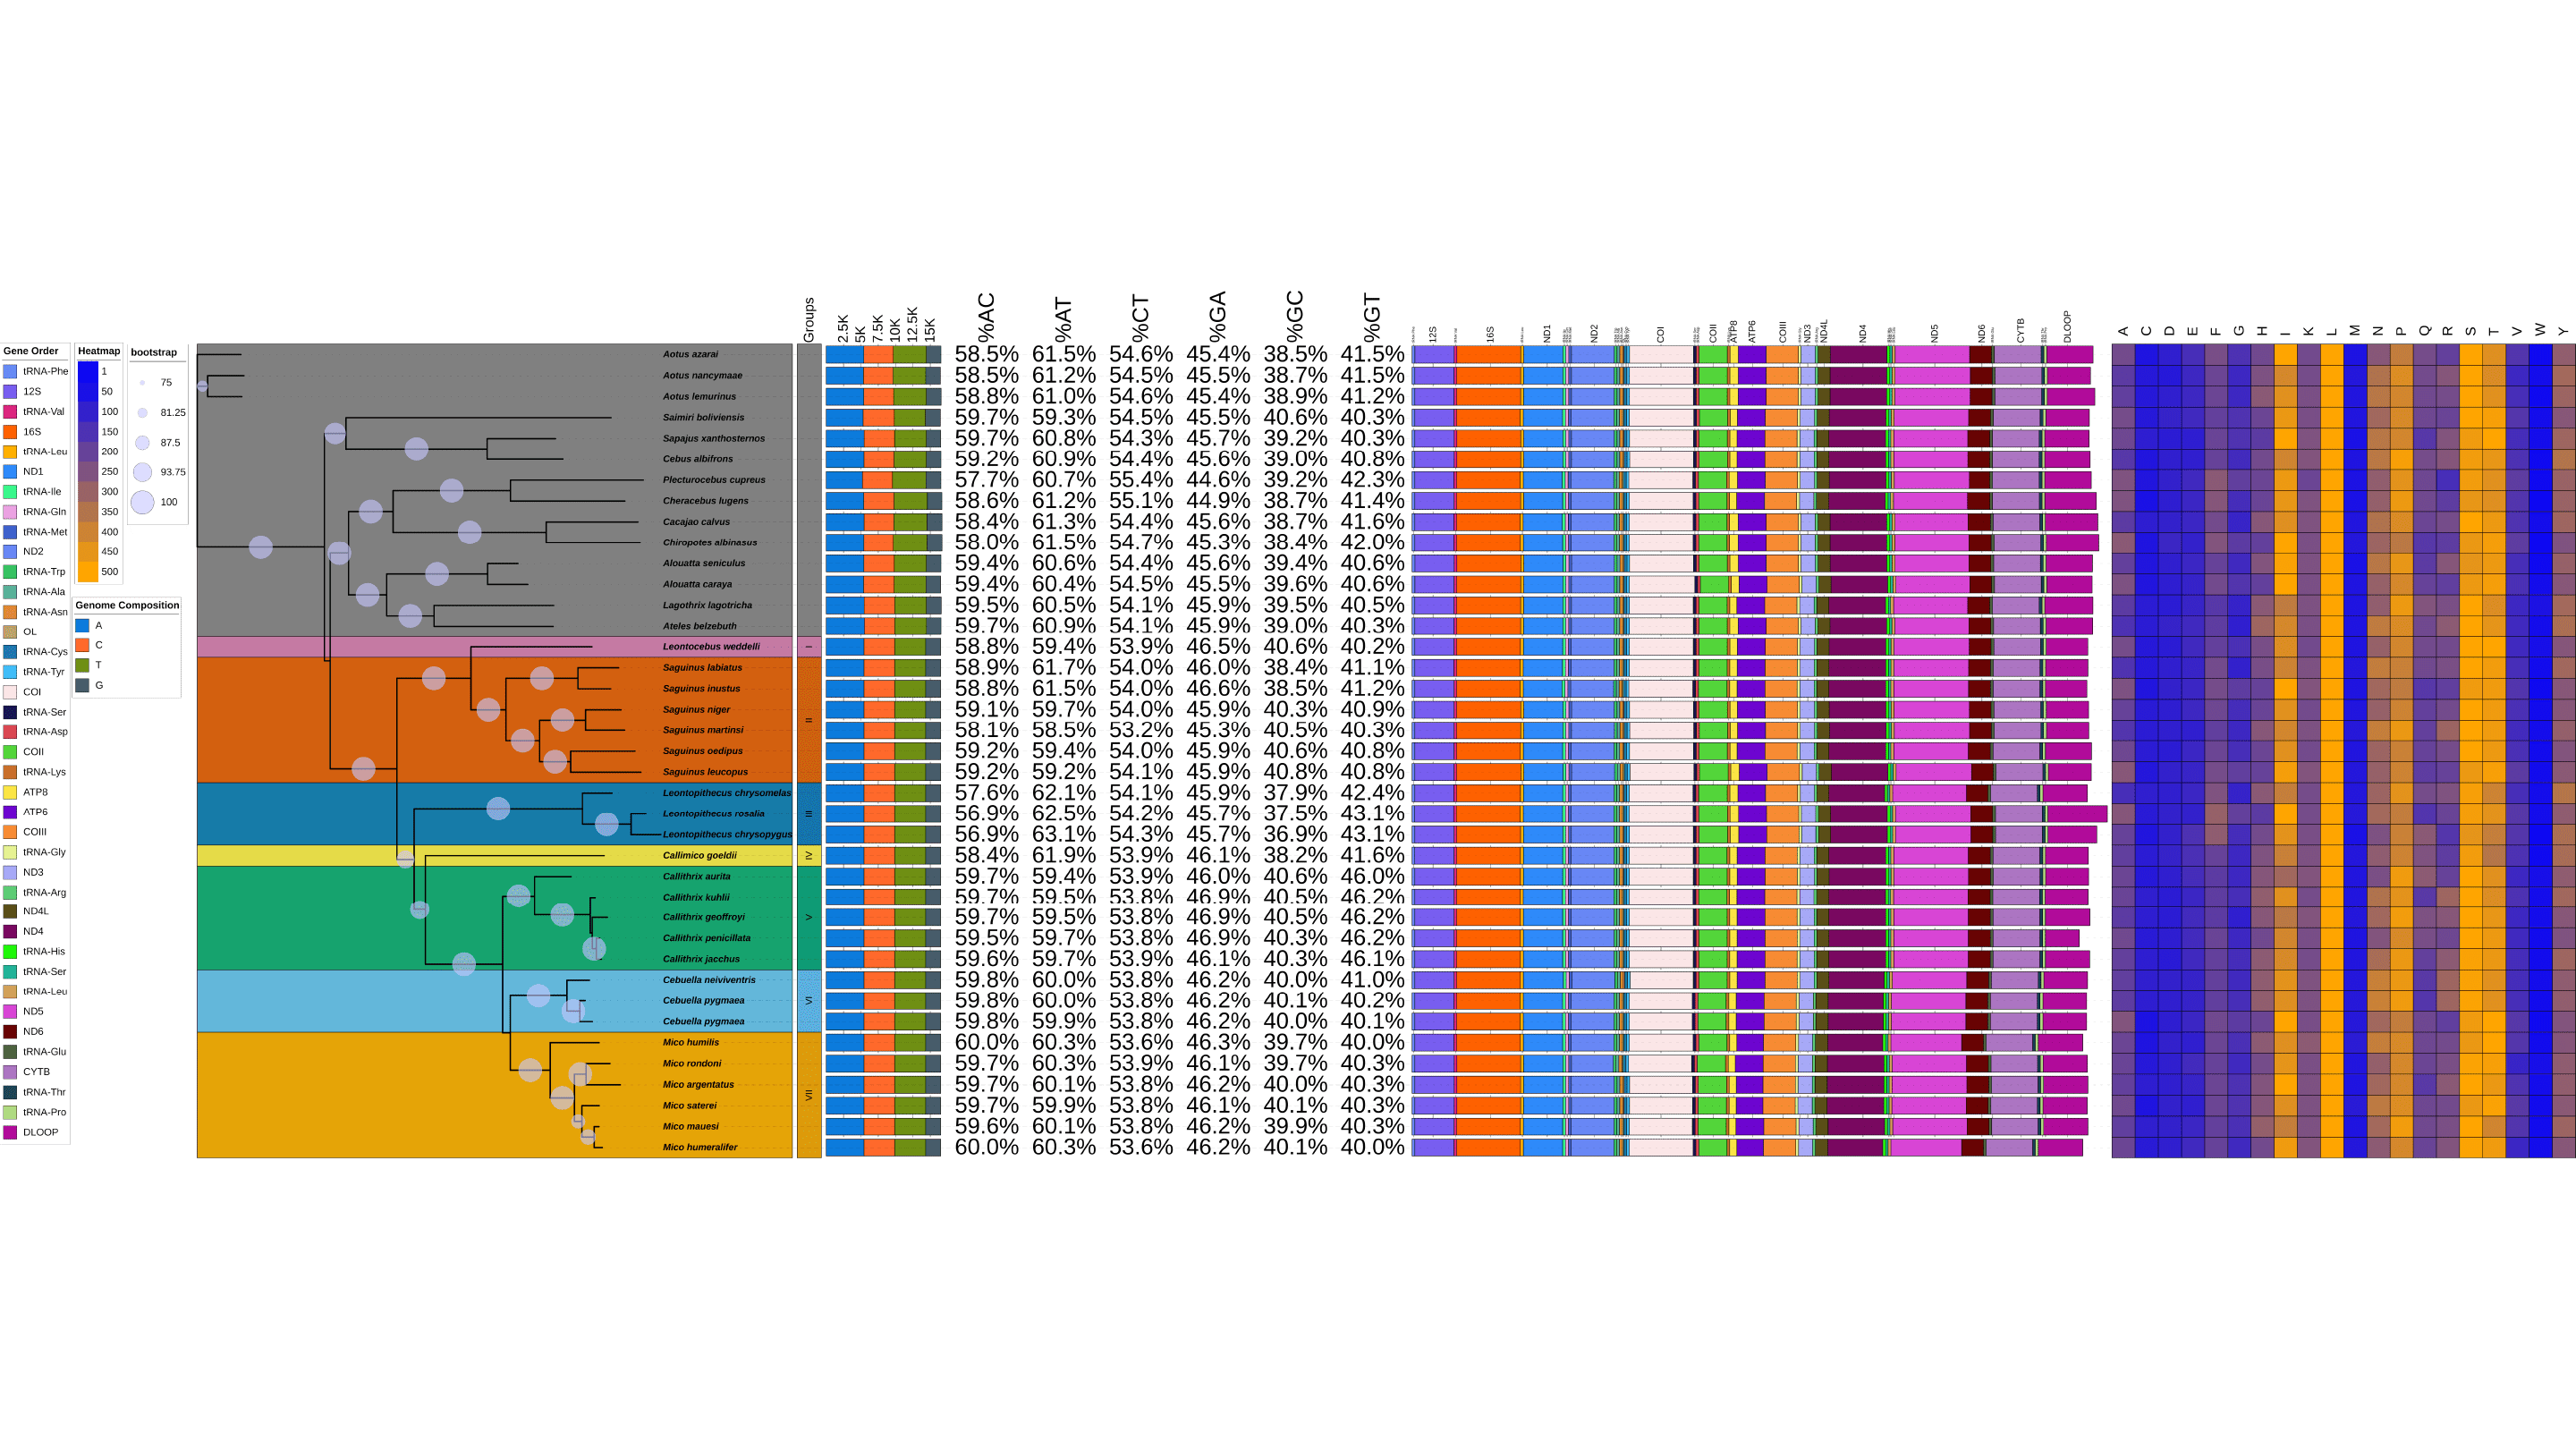 Gene Order
tRNA-Phe
12S
tRNA-Val
16S
tRNA-Leu
ND1
tRNA-Ile
tRNA-Gln
tRNA-Met
ND2
tRNA-Trp
tRNA-Ala
tRNA-Asn
OL
tRNA-Cys
tRNA-Tyr
COI
tRNA-Ser
tRNA-Asp
COII
tRNA-Lys
ATP8
ATP6
COIII
tRNA-Gly
ND3
tRNA-Arg
ND4L
ND4
tRNA-His
tRNA-Ser
tRNA-Leu
ND5
ND6
tRNA-Glu
CYTB
tRNA-Thr
tRNA-Pro
DLOOP
Heatmap
1
50
100
150
200
250
300
350
400
450
500
bootstrap
75
81.25
87.5
93.75
100
Genome Composition
A
C
T
G
Groups 2.5K 5K 7.5K 10K 12.5K 15K %AC %AT %CT %GA %GC %GT
12S 16S ND1 ND2 COI COII ATP8 ATP6 COIII ND3 ND4L ND4 ND5 ND6 CYTB DLOOP
A C D E F G H I K L M N P Q R S T V W Y
Aotus azarai 58.5% 61.5% 54.6% 45.4% 38.5% 41.5%
Aotus nancymaae 58.5% 61.2% 54.5% 45.5% 38.7% 41.5%
Aotus lemurinus 58.8% 61.0% 54.6% 45.4% 38.9% 41.2%
Saimiri boliviensis 59.7% 59.3% 54.5% 45.5% 40.6% 40.3%
Sapajus xanthosternos 59.7% 60.8% 54.3% 45.7% 39.2% 40.3%
Cebus albifrons 59.2% 60.9% 54.4% 45.6% 39.0% 40.8%
Plecturocebus cupreus 57.7% 60.7% 55.4% 44.6% 39.2% 42.3%
Cheracebus lugens 58.6% 61.2% 55.1% 44.9% 38.7% 41.4%
Cacajao calvus 58.4% 61.3% 54.4% 45.6% 38.7% 41.6%
Chiropotes albinasus 58.0% 61.5% 54.7% 45.3% 38.4% 42.0%
Alouatta seniculus 59.4% 60.6% 54.4% 45.6% 39.4% 40.6%
Alouatta caraya 59.4% 60.4% 54.5% 45.5% 39.6% 40.6%
Lagothrix lagotricha 59.5% 60.5% 54.1% 45.9% 39.5% 40.5%
Ateles belzebuth 59.7% 60.9% 54.1% 45.9% 39.0% 40.3%
Leontocebus weddelli I 58.8% 59.4% 53.9% 46.5% 40.6% 40.2%
Saguinus labiatus 58.9% 61.7% 54.0% 46.0% 38.4% 41.1%
Saguinus inustus 58.8% 61.5% 54.0% 46.6% 38.5% 41.2%
Saguinus niger 59.1% 59.7% 54.0% 45.9% 40.3% 40.9%
II
Saguinus martinsi 58.1% 58.5% 53.2% 45.3% 40.5% 40.3%
Saguinus oedipus 59.2% 59.4% 54.0% 45.9% 40.6% 40.8%
Saguinus leucopus 59.2% 59.2% 54.1% 45.9% 40.8% 40.8%
Leontopithecus chrysomelas 57.6% 62.1% 54.1% 45.9% 37.9% 42.4%
Leontopithecus rosalia III 56.9% 62.5% 54.2% 45.7% 37.5% 43.1%
Leontopithecus chrysopygus 56.9% 63.1% 54.3% 45.7% 36.9% 43.1%
Callimico goeldii IV 58.4% 61.9% 53.9% 46.1% 38.2% 41.6%
Callithrix aurita 59.7% 59.4% 53.9% 46.0% 40.6% 46.0%
Callithrix kuhlii 59.7% 59.5% 53.8% 46.9% 40.5% 46.2%
Callithrix geoffroyi V 59.7% 59.5% 53.8% 46.9% 40.5% 46.2%
Callithrix penicillata 59.5% 59.7% 53.8% 46.9% 40.3% 46.2%
Callithrix jacchus 59.6% 59.7% 53.9% 46.1% 40.3% 46.1%
Cebuella neiviventris 59.8% 60.0% 53.8% 46.2% 40.0% 41.0%
Cebuella pygmaea VI 59.8% 60.0% 53.8% 46.2% 40.1% 40.2%
Cebuella pygmaea 59.8% 59.9% 53.8% 46.2% 40.0% 40.1%
Mico humilis 60.0% 60.3% 53.6% 46.3% 39.7% 40.0%
Mico rondoni 59.7% 60.3% 53.9% 46.1% 39.7% 40.3%
Mico argentatus 59.7% 60.1% 53.8% 46.2% 40.0% 40.3%
VII
Mico saterei 59.7% 59.9% 53.8% 46.1% 40.1% 40.3%
Mico mauesi 59.6% 60.1% 53.8% 46.2% 39.9% 40.3%
Mico humeralifer 60.0% 60.3% 53.6% 46.2% 40.1% 40.0%